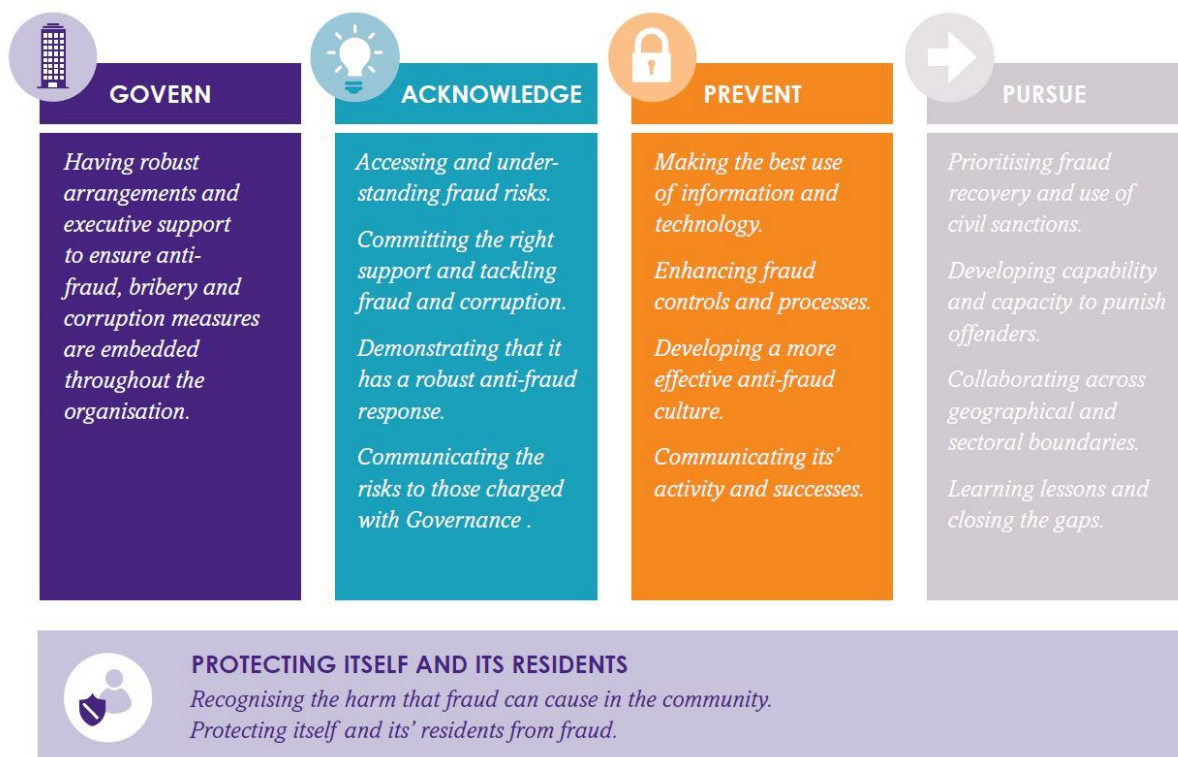 GOVERN
Having robust
arrangements and
executive support
to ensure anti-
fraud, bribery and
corruption measures
are embedded
throughout the
organisation.
ACKNOWLEDGE
Accessing and under-
standing fraud risks.
Committing the right
support and tackling
fraud and corruption.
Demonstrating that it
has a robust anti-fraud
response.
Communicating the
risks to those charged
with Governance .
PREVENT
Making the best use
of information and
technology.
Enhancing fraud
controls and processes.
Developing a more
effective anti-fraud
culture.
Communicating its’
activity and successes.
PURSUE
Prioritising fraud
recovery and use of
civil sanctions.
Developing capability
and capacity to punish
offenders.
Collaborating across
geographical and
sectoral boundaries.
Learning lessons and
closing the gaps.
PROTECTING ITSELF AND ITS RESIDENTS
Recognising the harm that fraud can cause in the community.
Protecting itself and its’ residents from fraud.